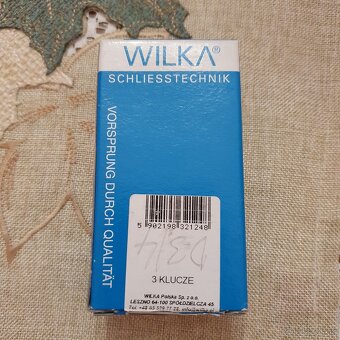 WILKA®
SCHLIESSTECHNIK
VORSPRUNG DURCH QUALITÄT
5 902198 321248
3 KLUCZE
WILKA Polska Sp. z o.o.
LESZNO 64-100 SPÓŁDZIELCZA 45